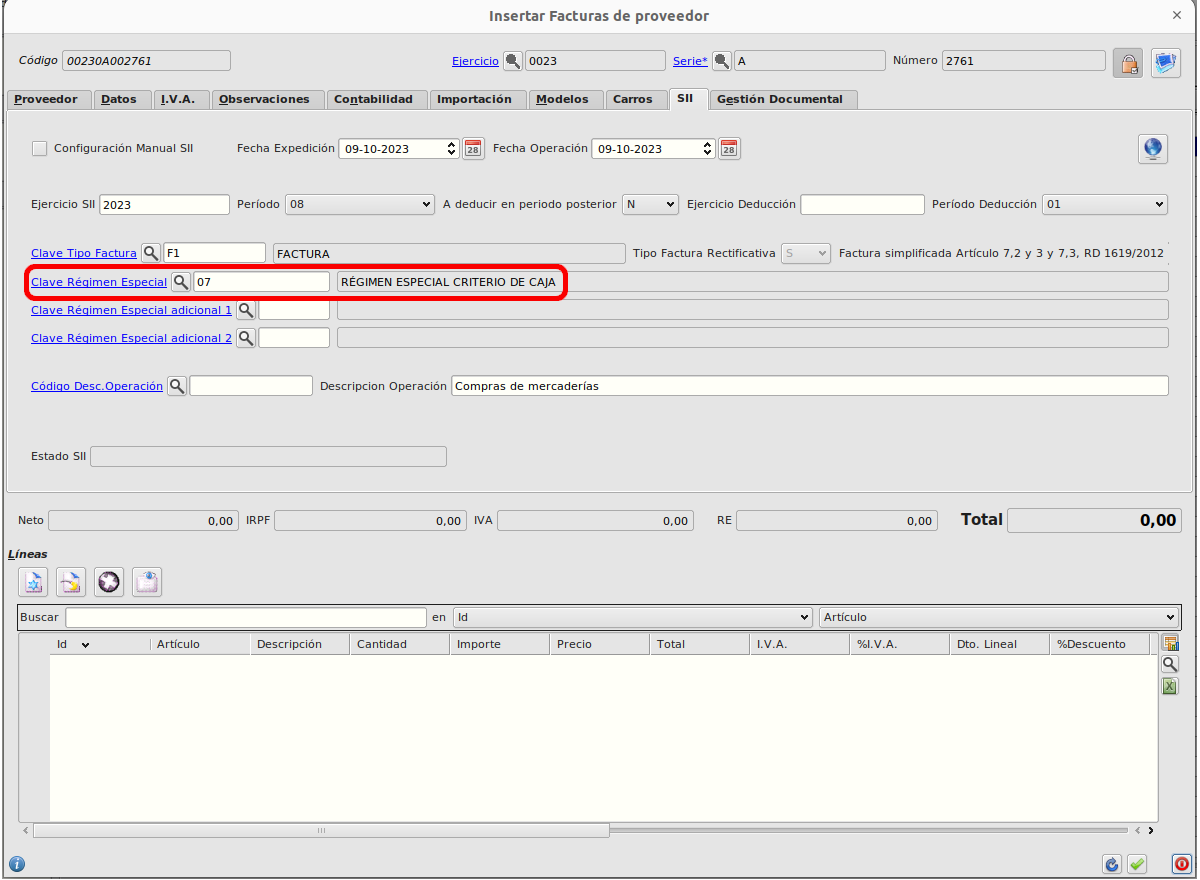 Insertar Facturas de proveedor
Código 00230A002761 Ejercicio 0023 Serie* A Número 2761
Proveedor Datos I.V.A. Observaciones Contabilidad Importación Modelos Carros SII Gestión Documental
Configuración Manual SII Fecha Expedición 09-10-2023 28 Fecha Operación 09-10-2023 28
Ejercicio SII 2023 Período 08 A deducir en periodo posterior N Ejercicio Deducción Período Deducción 01
Clave Tipo Factura F1 FACTURA Tipo Factura Rectificativa S Factura simplificada Artículo 7,2 y 3 y 7,3, RD 1619/2012
Clave Régimen Especial 07 RÉGIMEN ESPECIAL CRITERIO DE CAJA
Clave Régimen Especial adicional 1
Clave Régimen Especial adicional 2
Código Desc.Operación Descripcion Operación Compras de mercaderías
Estado SII
Neto 0,00 IRPF 0,00 IVA 0,00 RE 0,00 Total 0,00
Líneas
Buscar en Id Artículo
Id Artículo Descripción Cantidad Importe Precio Total I.V.A. %I.V.A. Dto. Lineal %Descuento